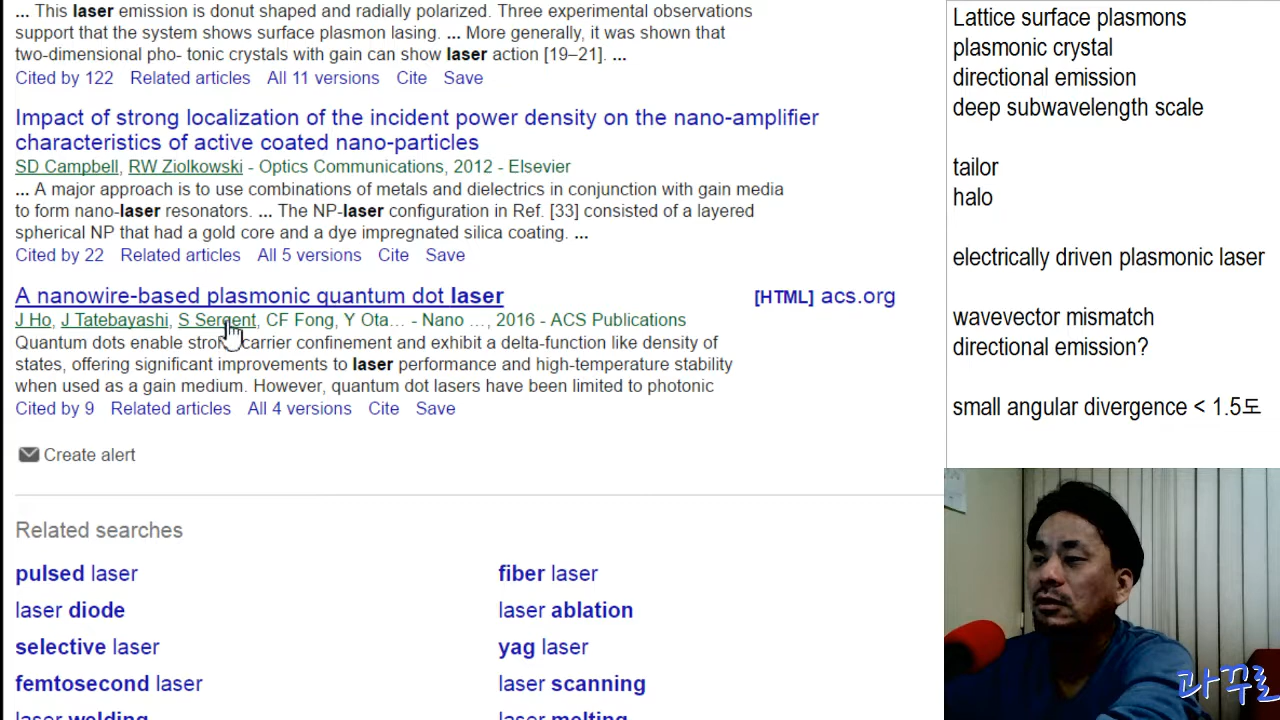 ... This laser emission is donut shaped and radially polarized. Three experimental observations
support that the system shows surface plasmon lasing. ... More generally, it was shown that
two-dimensional pho- tonic crystals with gain can show laser action [19–21]. ...
Cited by 122 Related articles All 11 versions Cite Save
Impact of strong localization of the incident power density on the nano-amplifier
characteristics of active coated nano-particles
SD Campbell, RW Ziolkowski - Optics Communications, 2012 - Elsevier
... A major approach is to use combinations of metals and dielectrics in conjunction with gain media
to form nano-laser resonators. ... The NP-laser configuration in Ref. [33] consisted of a layered
spherical NP that had a gold core and a dye impregnated silica coating. ...
Cited by 22 Related articles All 5 versions Cite Save
A nanowire-based plasmonic quantum dot laser [HTML] acs.org
J Ho, J Tatebayashi, S Sergent, CF Fong, Y Ota... - Nano ..., 2016 - ACS Publications
Quantum dots enable strong carrier confinement and exhibit a delta-function like density of
states, offering significant improvements to laser performance and high-temperature stability
when used as a gain medium. However, quantum dot lasers have been limited to photonic
Cited by 9 Related articles All 4 versions Cite Save
Create alert
Related searches
pulsed laser
fiber laser
laser diode
laser ablation
selective laser
yag laser
femtosecond laser
laser scanning
laser welding
laser melting
Lattice surface plasmons
plasmonic crystal
directional emission
deep subwavelength scale
tailor
halo
electrically driven plasmonic laser
wavevector mismatch
directional emission?
small angular divergence < 1.5도
과꾸로